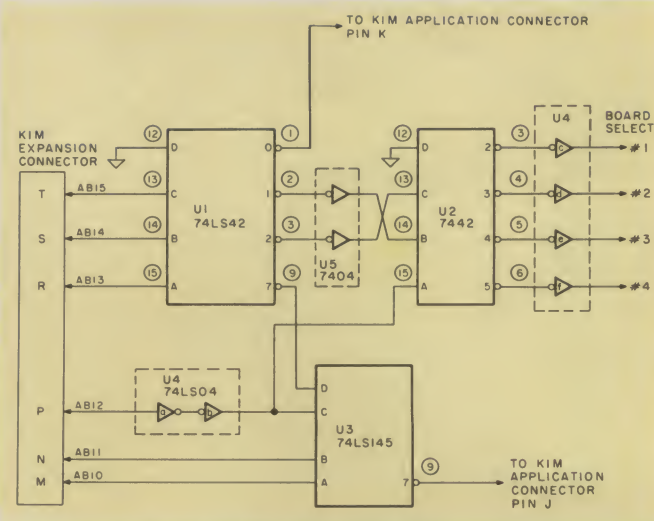 TO KIM APPLICATION CONNECTOR
PIN K
KIM
EXPANSION
CONNECTOR
T
S
R
P
N
M
AB15
AB14
AB13
AB12
AB11
AB10
12
13
14
15
D
C
B
A
U1
74LS42
0
1
2
7
1
2
3
9
U5
7404
12
13
14
15
D
C
B
A
U2
7442
2
3
4
5
3
4
5
6
U4
c
d
e
f
BOARD
SELECT
#1
#2
#3
#4
U4
74LS04
a
b
D
C
B
A
U3
74LS145
7
9
TO KIM
APPLICATION
CONNECTOR
PIN J